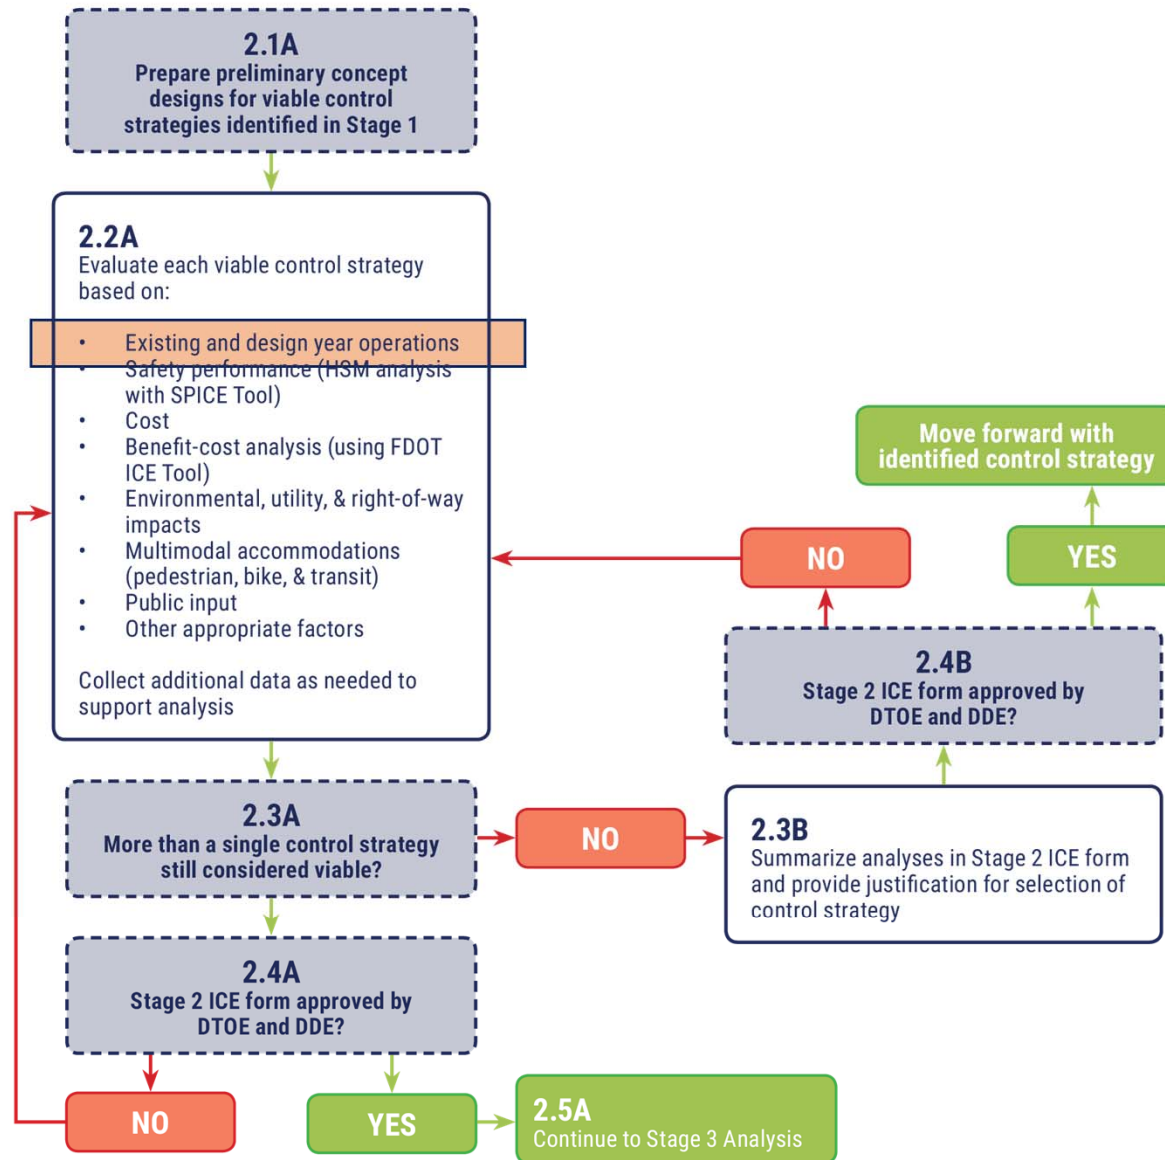 2.1A
Prepare preliminary concept
designs for viable control
strategies identified in Stage 1
2.2A
Evaluate each viable control strategy
based on:
• Existing and design year operations
• Safety performance (HSM analysis
with SPICE Tool)
• Cost
• Benefit-cost analysis (using FDOT
ICE Tool)
• Environmental, utility, & right-of-way
impacts
• Multimodal accommodations
(pedestrian, bike, & transit)
• Public input
• Other appropriate factors
Collect additional data as needed to
support analysis
2.3A
More than a single control strategy
still considered viable?
NO
2.3B
Summarize analyses in Stage 2 ICE form
and provide justification for selection of
control strategy
2.4B
Stage 2 ICE form approved by
DTOE and DDE?
NO
YES
Move forward with
identified control strategy
2.4A
Stage 2 ICE form approved by
DTOE and DDE?
NO
YES
2.5A
Continue to Stage 3 Analysis